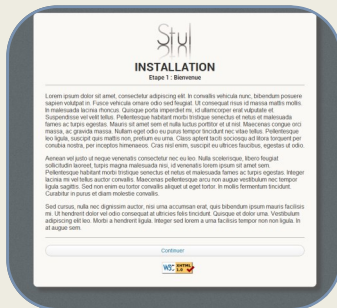 Stul
INSTALLATION
Etape 1 : Bienvenue
Lorem ipsum dolor sit amet, consectetur adipiscing elit. In convallis vehicula nunc, bibendum posuere
sapien volutpat in. Fusce vehicula ornare odio sed feugiat. Ut consequat risus id massa mattis mollis.
In malesuada lacinia rhoncus. Quisque porta imperdiet mi, id ullamcorper erat vulputate et.
Suspendisse vel velit tellus. Pellentesque habitant morbi tristique senectus et netus et malesuada
fames ac turpis egestas. Mauris sit amet sem et nulla luctus porttitor et ut nisl. Maecenas congue orci
massa, ac gravida massa. Nullam eget odio eu purus tempor tincidunt nec vitae tellus. Pellentesque
leo ligula, suscipit quis mattis non, pretium eu urna. Class aptent taciti sociosqu ad litora torquent per
conubia nostra, per inceptos himenaeos. Cras nisl enim, suscipit eu ultrices faucibus, egestas ut odio.
Aenean vel justo ut neque venenatis consectetur nec eu leo. Nulla scelerisque, libero feugiat
sollicitudin laoreet, turpis magna malesuada nisi, id venenatis lorem ipsum sit amet sem.
Pellentesque habitant morbi tristique senectus et netus et malesuada fames ac turpis egestas. Integer
lacinia mi vel tellus auctor convallis. Maecenas pellentesque arcu non augue vestibulum nec tempor
ligula sagittis. Sed non enim eu tortor convallis aliquet ut eget tortor. In mollis fermentum tincidunt.
Curabitur in purus et diam molestie convallis.
Sed cursus, nulla nec dignissim auctor, nisi urna accumsan erat, quis bibendum ipsum mauris facilisis
mi. Ut hendrerit dolor vel odio consequat at ultricies felis tincidunt. Quisque et dolor urna. Vestibulum
adipiscing elit leo. Morbi a hendrerit ligula. Integer sed lorem a urna facilisis tempor non non ligula. In
at augue sem.
Continuer
W3C XHTML 1.0